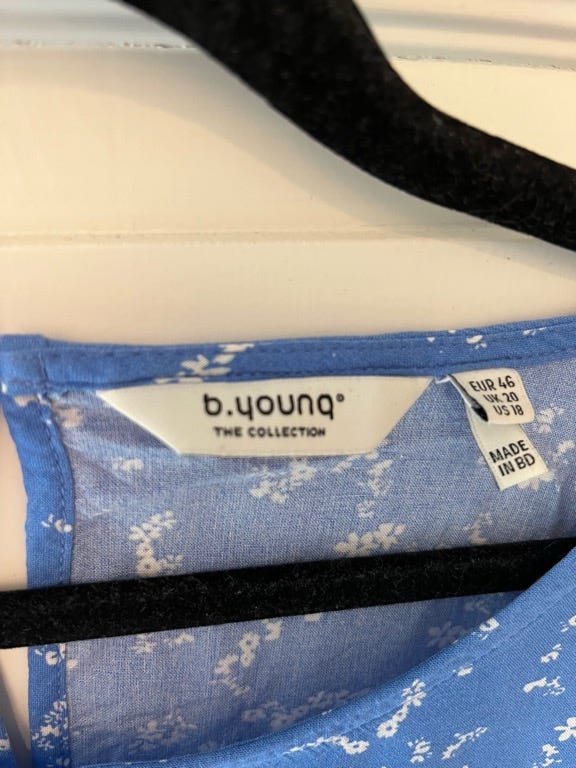 b.young®
THE COLLECTION
EUR 46
UK 20
US 18
MADE
IN BD